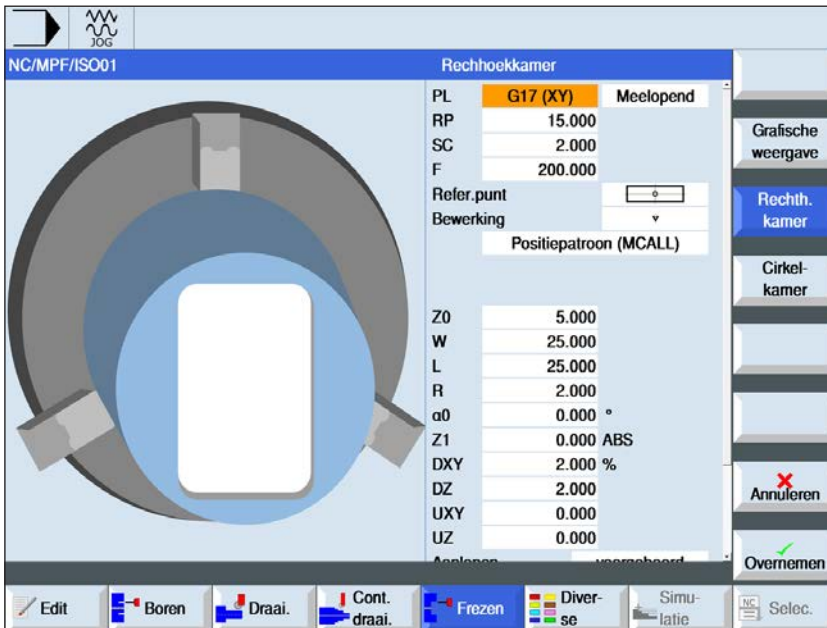 JOG
NC/MPF/ISO01
Rechhoekkamer
PL G17 (XY) Meelopend
RP 15.000
SC 2.000
F 200.000
Refer.punt
Bewerking
Positiepatroon (MCALL)
Z0 5.000
W 25.000
L 25.000
R 2.000
α0 0.000 °
Z1 0.000 ABS
DXY 2.000 %
DZ 2.000
UXY 0.000
UZ 0.000
Grafische
weergave
Rechth.
kamer
Cirkel-
kamer
Annuleren
Overnemen
Edit
Boren
Draai.
Cont.
draai.
Frezen
Diver-
se
Simu-
latie
NC
Selec.